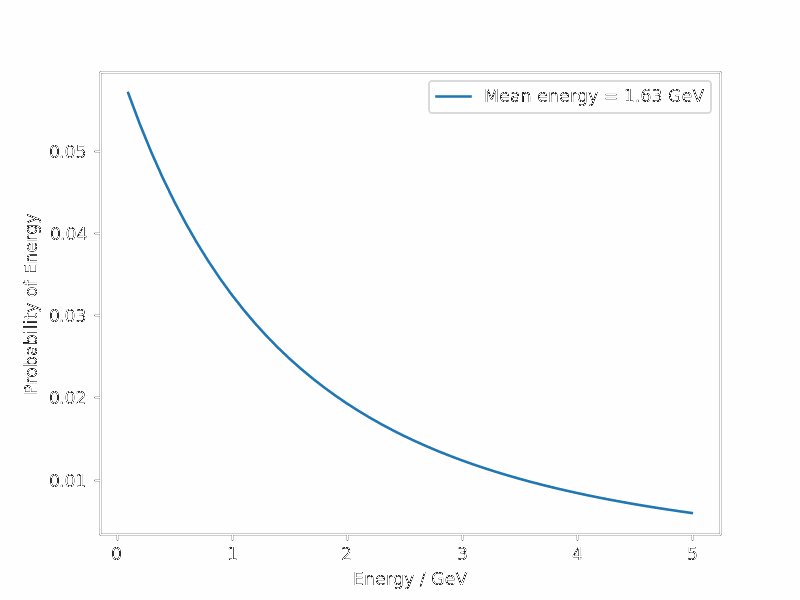 Mean energy = 1.63 GeV
0.05
0.04
0.03
0.02
0.01
Probability of Energy
0 1 2 3 4 5
Energy / GeV